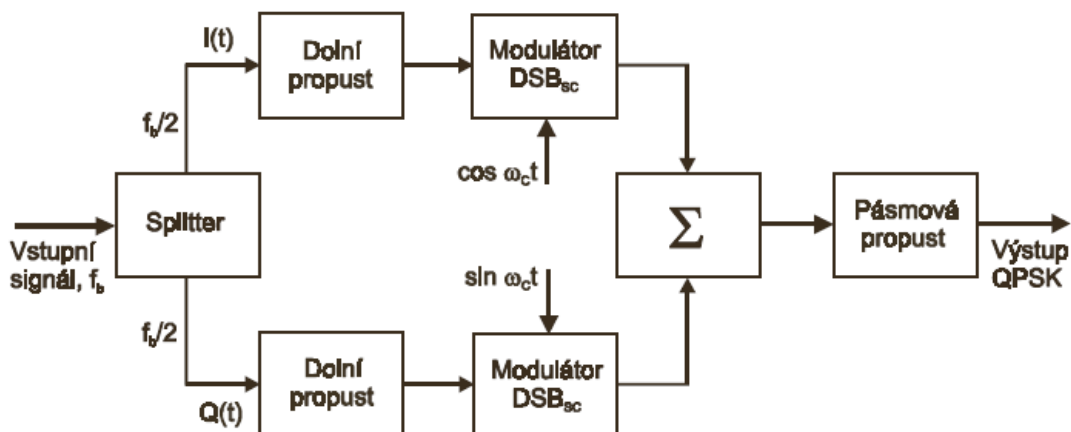 I(t)
Dolní
propust
Modulátor
DSBsc
fb/2
cos ωct
Splitter
Vstupní
signál, fb
Σ
Pásmová
propust
Výstup
QPSK
sin ωct
fb/2
Q(t)
Dolní
propust
Modulátor
DSBsc